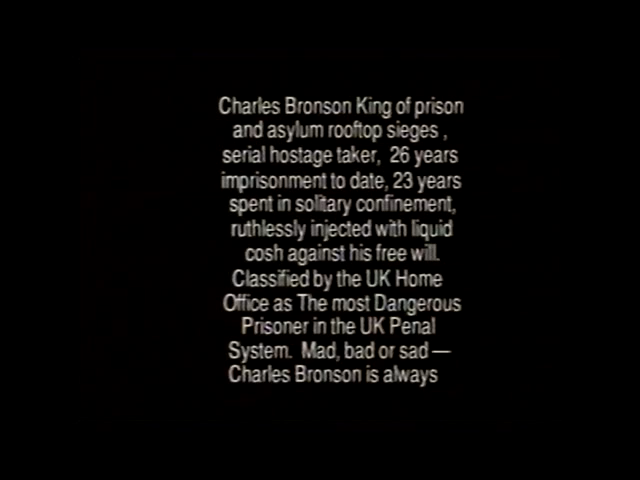 Charles Bronson King of prison
and asylum rooftop sieges ,
serial hostage taker, 26 years
imprisonment to date, 23 years
spent in solitary confinement,
ruthlessly injected with liquid
cosh against his free will.
Classified by the UK Home
Office as The most Dangerous
Prisoner in the UK Penal
System. Mad, bad or sad —
Charles Bronson is always